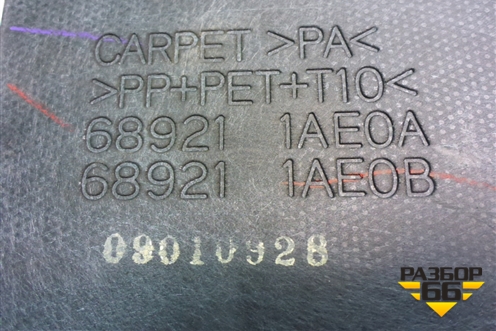 CARPET >PA<
>PP+PET+T10<
68921 1AE0A
68921 1AE0B
09010928
РАЗБОР
66